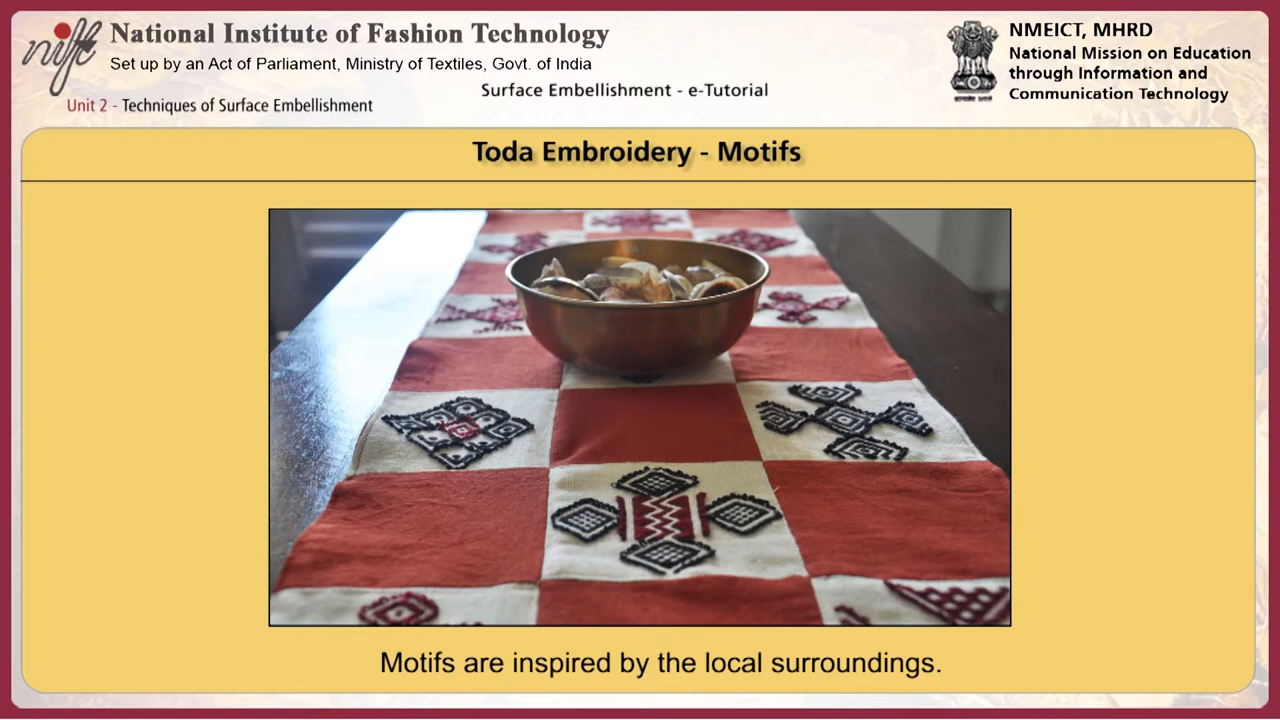 nift
National Institute of Fashion Technology
Set up by an Act of Parliament, Ministry of Textiles, Govt. of India
Unit 2 - Techniques of Surface Embellishment
Surface Embellishment - e-Tutorial
NMEICT, MHRD
National Mission on Education
through Information and
Communication Technology
Toda Embroidery - Motifs
Motifs are inspired by the local surroundings.